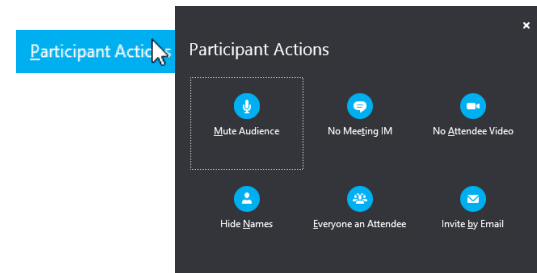 Participant Actions
Participant Actions
Mute Audience
No Meeting IM
No Attendee Video
Hide Names
Everyone an Attendee
Invite by Email